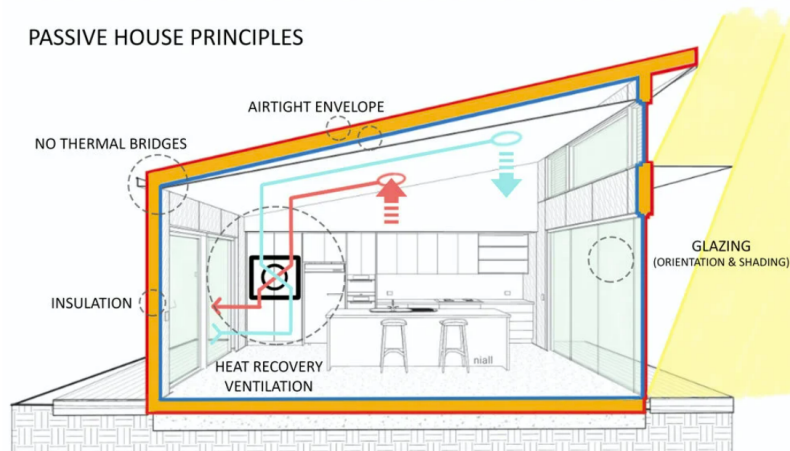 PASSIVE HOUSE PRINCIPLES
AIRTIGHT ENVELOPE
NO THERMAL BRIDGES
GLAZING
(ORIENTATION & SHADING)
INSULATION
niall
HEAT RECOVERY
VENTILATION